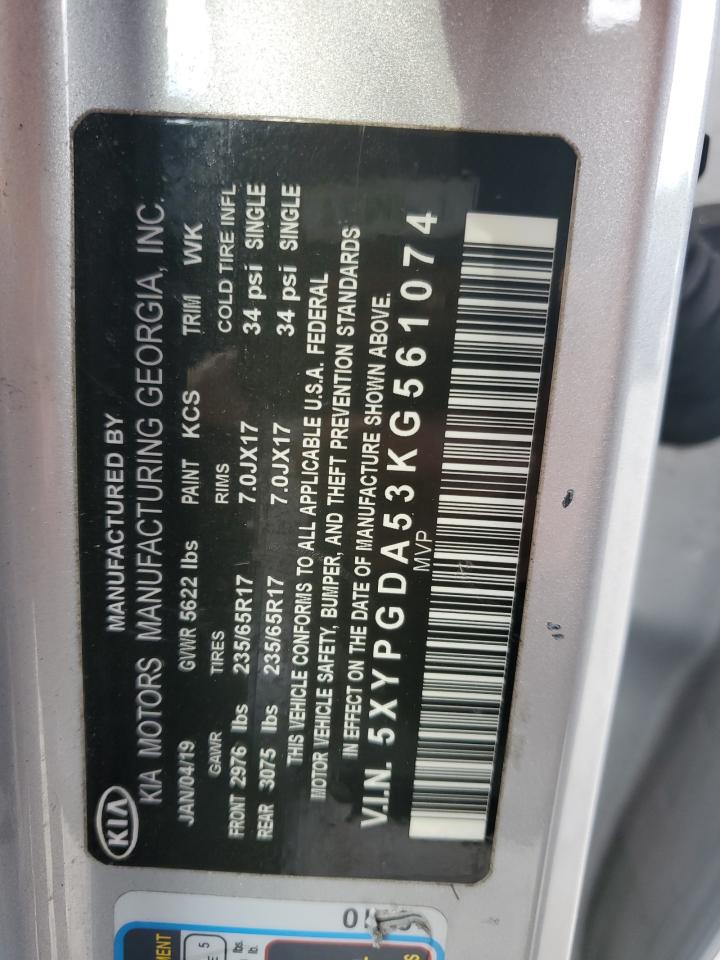 KIA
MANUFACTURED BY
KIA MOTORS MANUFACTURING GEORGIA, INC.
JAN/04/19 GVWR 5622 lbs PAINT KCS TRIM WK
GAWR TIRES RIMS COLD TIRE INFL
FRONT 2976 lbs 235/65R17 7.0JX17 34 psi SINGLE
REAR 3075 lbs 235/65R17 7.0JX17 34 psi SINGLE
THIS VEHICLE CONFORMS TO ALL APPLICABLE U.S.A. FEDERAL
MOTOR VEHICLE SAFETY, BUMPER, AND THEFT PREVENTION STANDARDS
IN EFFECT ON THE DATE OF MANUFACTURE SHOWN ABOVE.
V.I.N. 5XYPGDA53KG561074
MVP
5
lbs.
lb.